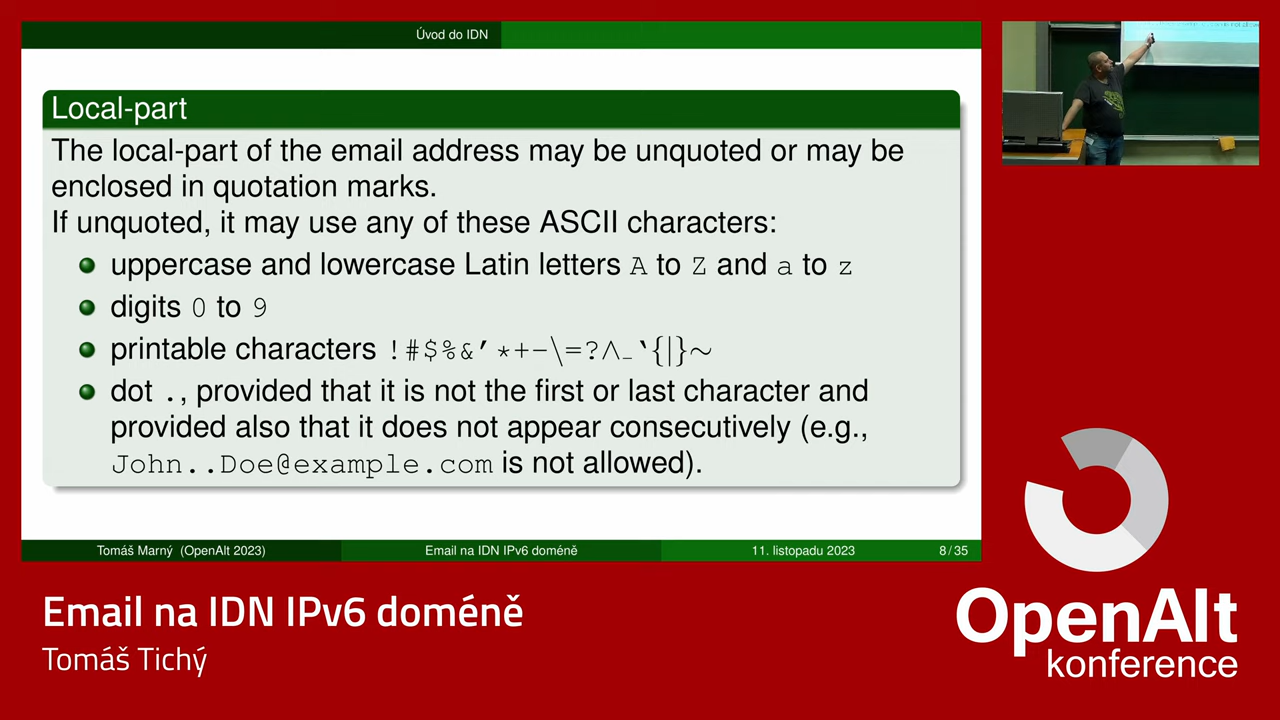 Úvod do IDN
Local-part
The local-part of the email address may be unquoted or may be
enclosed in quotation marks.
If unquoted, it may use any of these ASCII characters:
uppercase and lowercase Latin letters A to Z and a to z
digits 0 to 9
printable characters !#$%&’*+−\=?∧_‘{|}∼
dot ., provided that it is not the first or last character and
provided also that it does not appear consecutively (e.g.,
John..Doe@example.com is not allowed).
Tomáš Marný (OpenAlt 2023) Email na IDN IPv6 doméně 11. listopadu 2023 8 / 35
Email na IDN IPv6 doméně
Tomáš Tichý
OpenAlt
konference